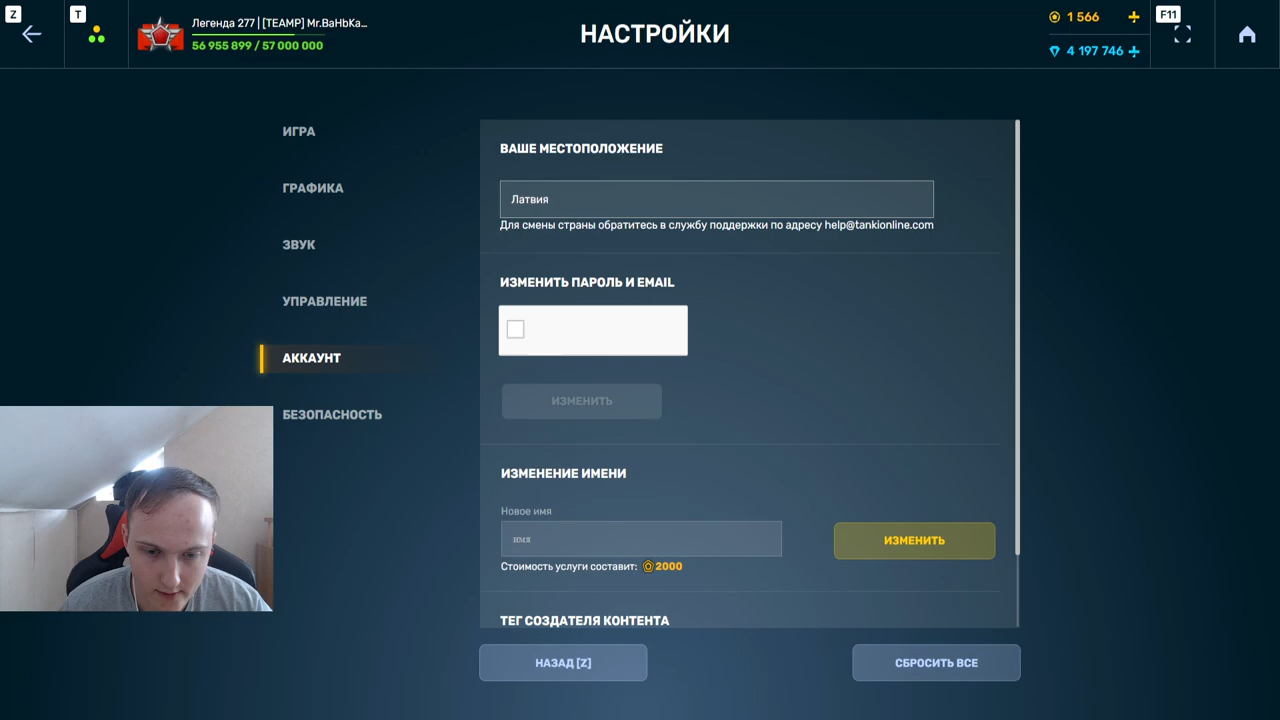 Z
T
Легенда 277 | [TEAMP] Mr.BaHbKa...
56 955 899 / 57 000 000
НАСТРОЙКИ
1 566
4 197 746
F11
ИГРА
ГРАФИКА
ЗВУК
УПРАВЛЕНИЕ
АККАУНТ
БЕЗОПАСНОСТЬ
ВАШЕ МЕСТОПОЛОЖЕНИЕ
Латвия
Для смены страны обратитесь в службу поддержки по адресу help@tankionline.com
ИЗМЕНИТЬ ПАРОЛЬ И EMAIL
ИЗМЕНИТЬ
ИЗМЕНЕНИЕ ИМЕНИ
Новое имя
имя
ИЗМЕНИТЬ
Стоимость услуги составит: 2000
ТЕГ СОЗДАТЕЛЯ КОНТЕНТА
НАЗАД [Z]
СБРОСИТЬ ВСЕ